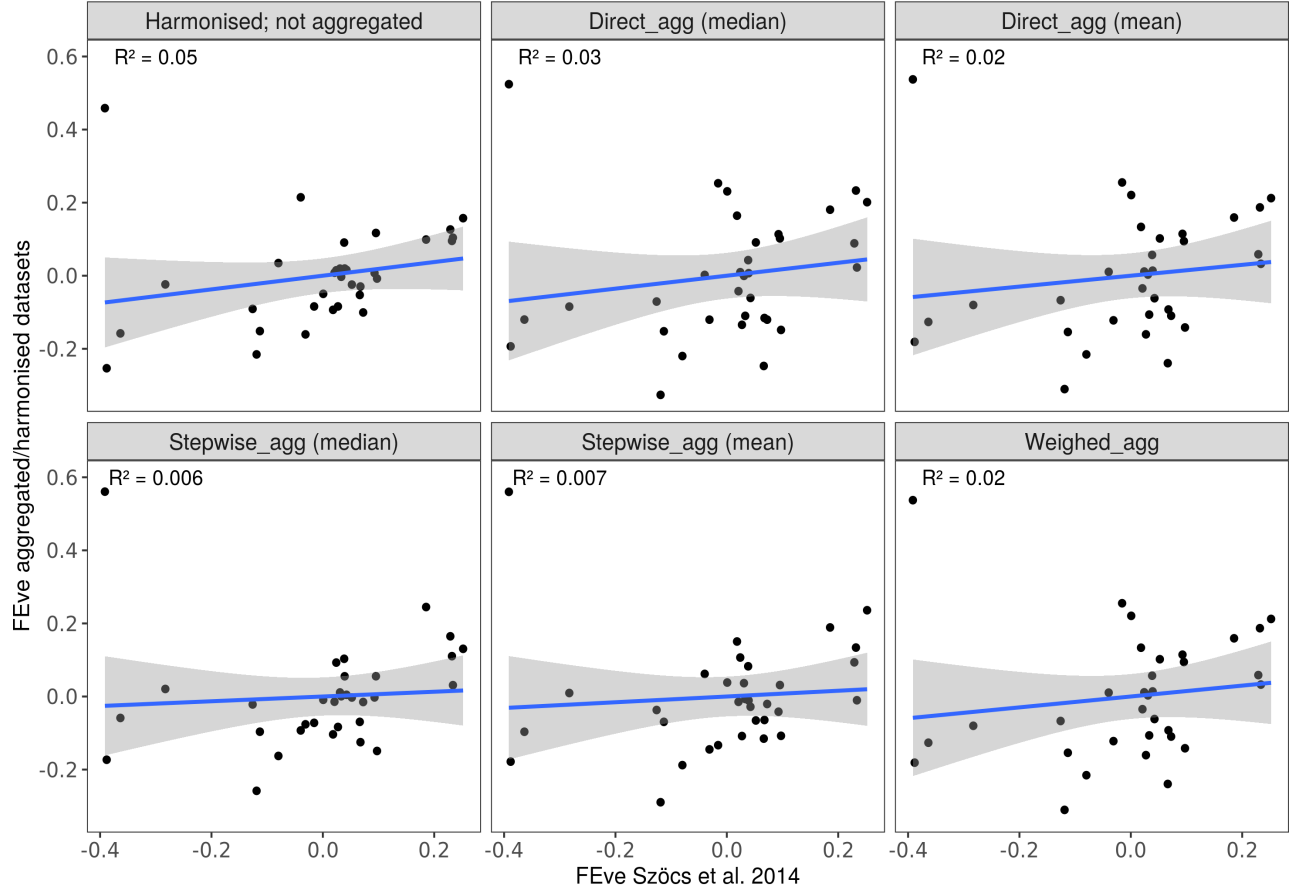 Harmonised; not aggregated
Direct_agg (median)
Direct_agg (mean)
R² = 0.05
R² = 0.03
R² = 0.02
0.6
0.4
0.2
0.0
-0.2
Stepwise_agg (median)
Stepwise_agg (mean)
Weighed_agg
R² = 0.006
R² = 0.007
R² = 0.02
0.6
0.4
0.2
0.0
-0.2
-0.4 -0.2 0.0 0.2
-0.4 -0.2 0.0 0.2
-0.4 -0.2 0.0 0.2
FEve Szöcs et al. 2014
FEve aggregated/harmonised datasets